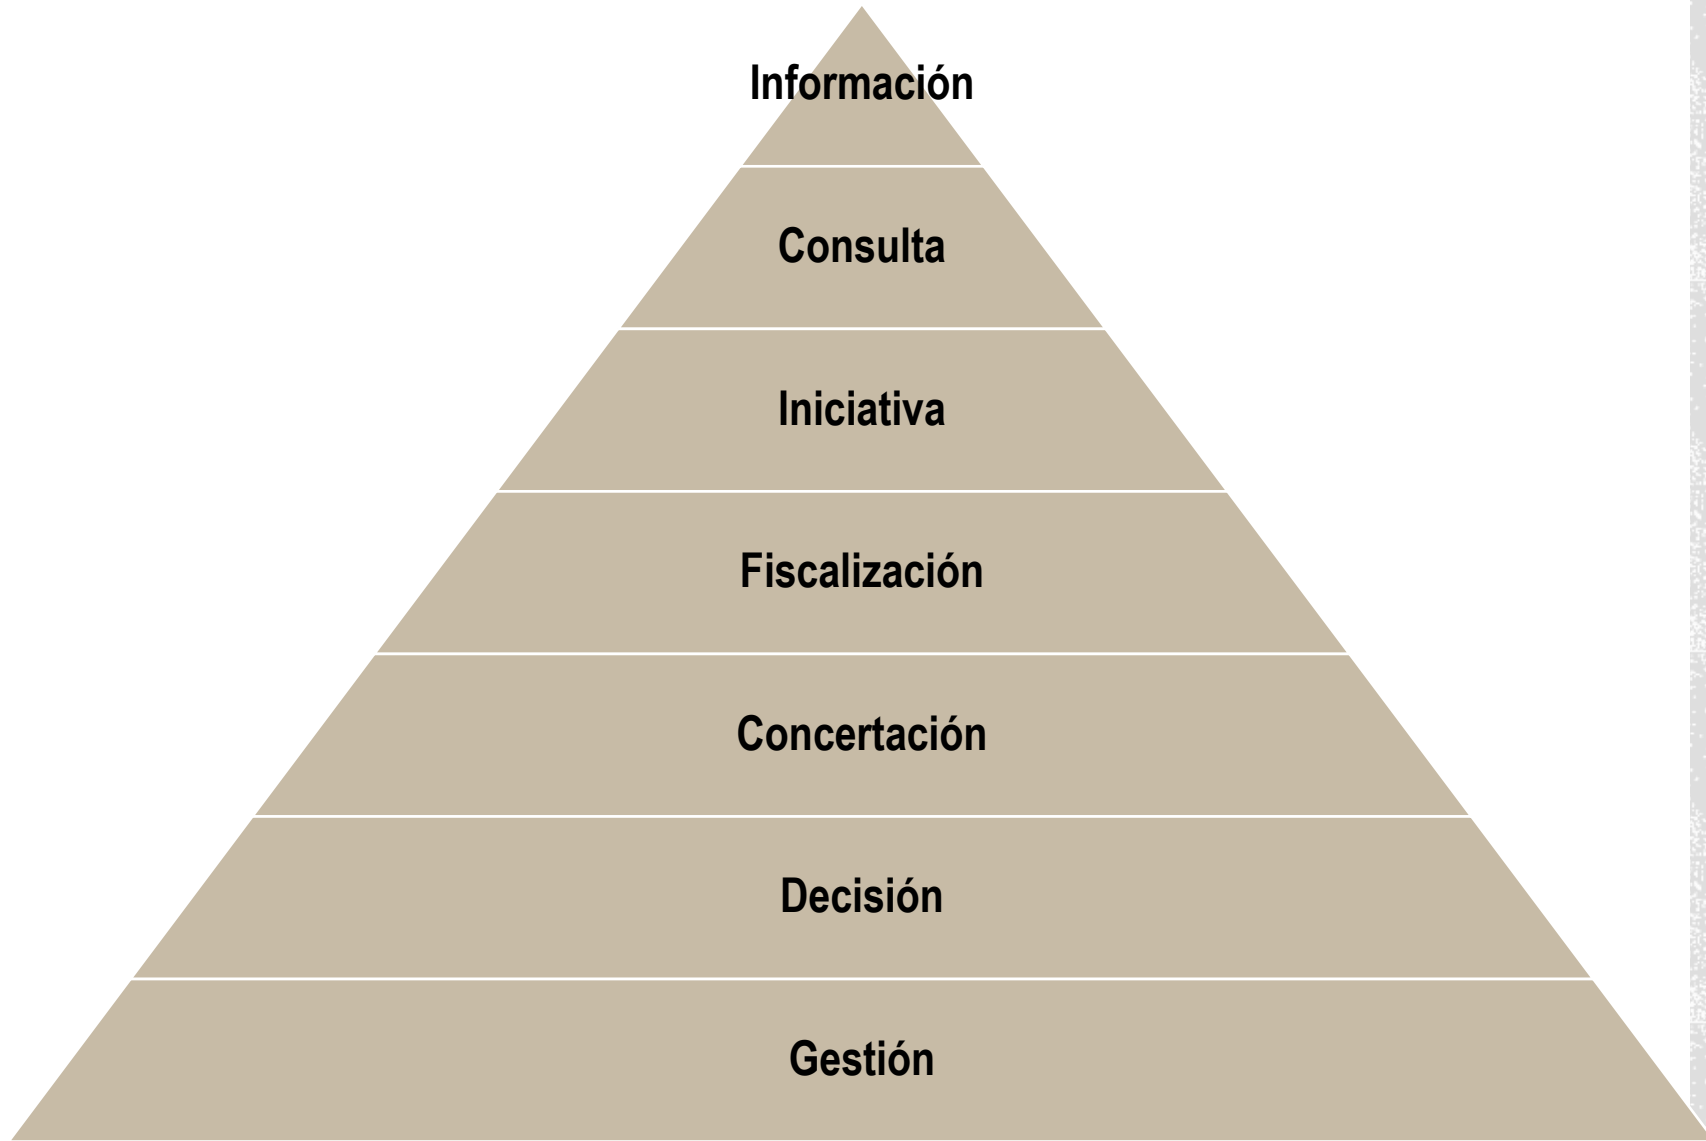 Información
Consulta
Iniciativa
Fiscalización
Concertación
Decisión
Gestión